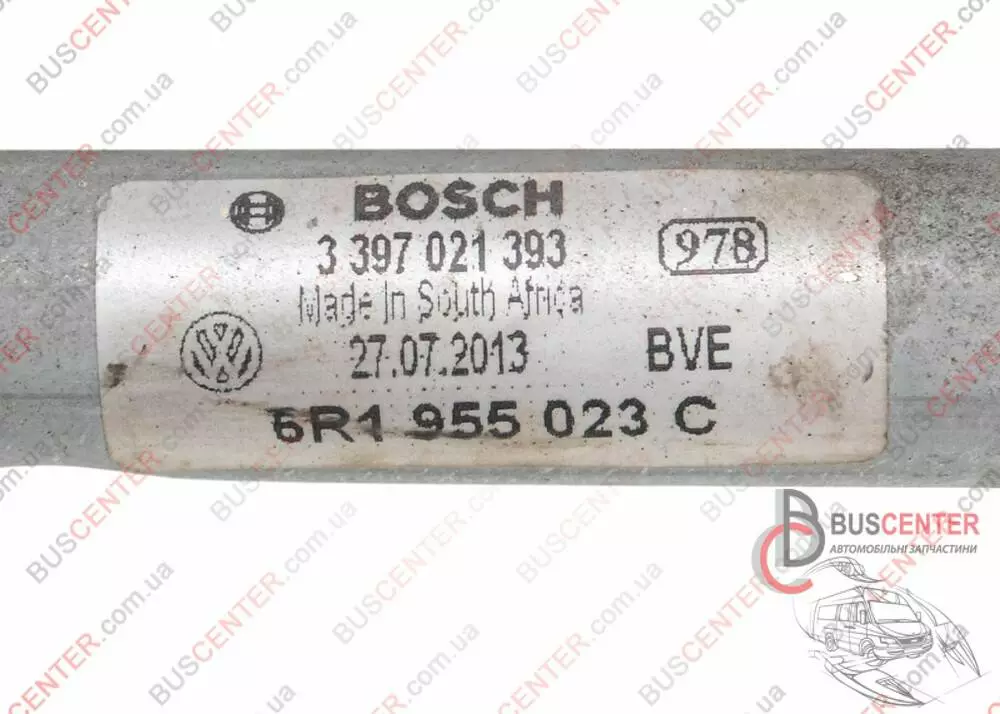 BOSCH
3 397 021 393
978
Made In South Africa
27.07.2013
BVE
6R1 955 023 C
BUSCENTER
АВТОМОБІЛЬНІ ЗАПЧАСТИНИ
BUSCENTER.com.ua